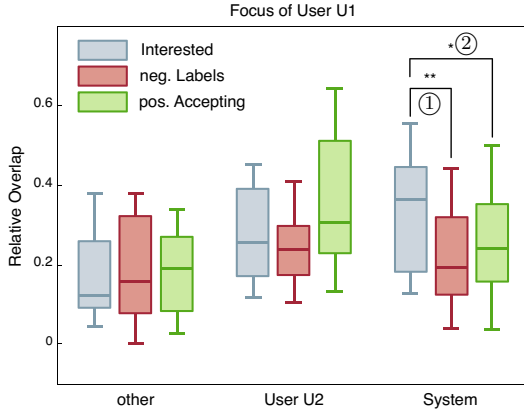 Focus of User U1
Interested
neg. Labels
pos. Accepting
* ②
**
①
Relative Overlap
0.6
0.4
0.2
0
other
User U2
System